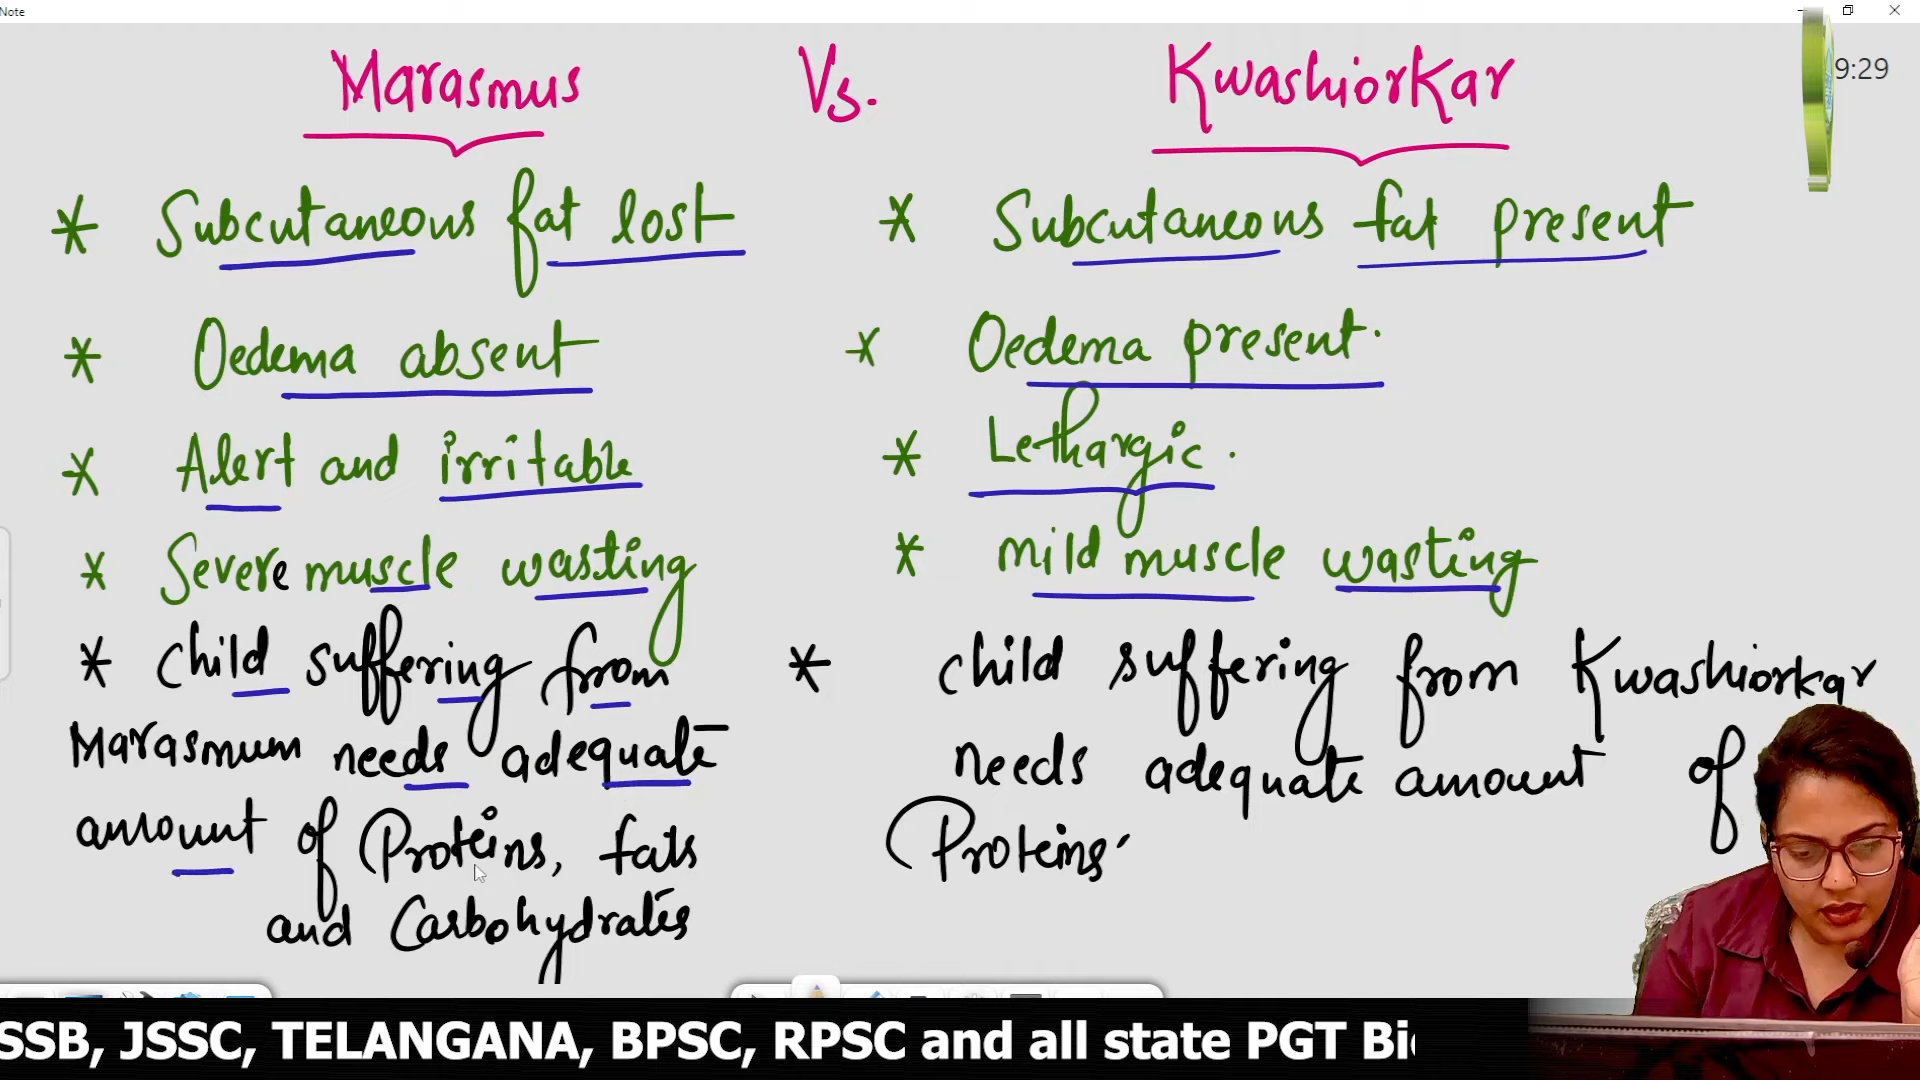 Note
9:29
Marasmus Vs. Kwashiorkar
* Subcutaneous fat lost
* Oedema absent
* Alert and irritable
* Severe muscle wasting
* Child suffering from
Marasmum needs adequate
amount of Proteins, fats
and Carbohydrates
* Subcutaneous fat present
* Oedema present.
* Lethargic.
* Mild muscle wasting
* child suffering from Kwashiorkar
needs adequate amount of
Proteins
SSB, JSSC, TELANGANA, BPSC, RPSC and all state PGT Bi